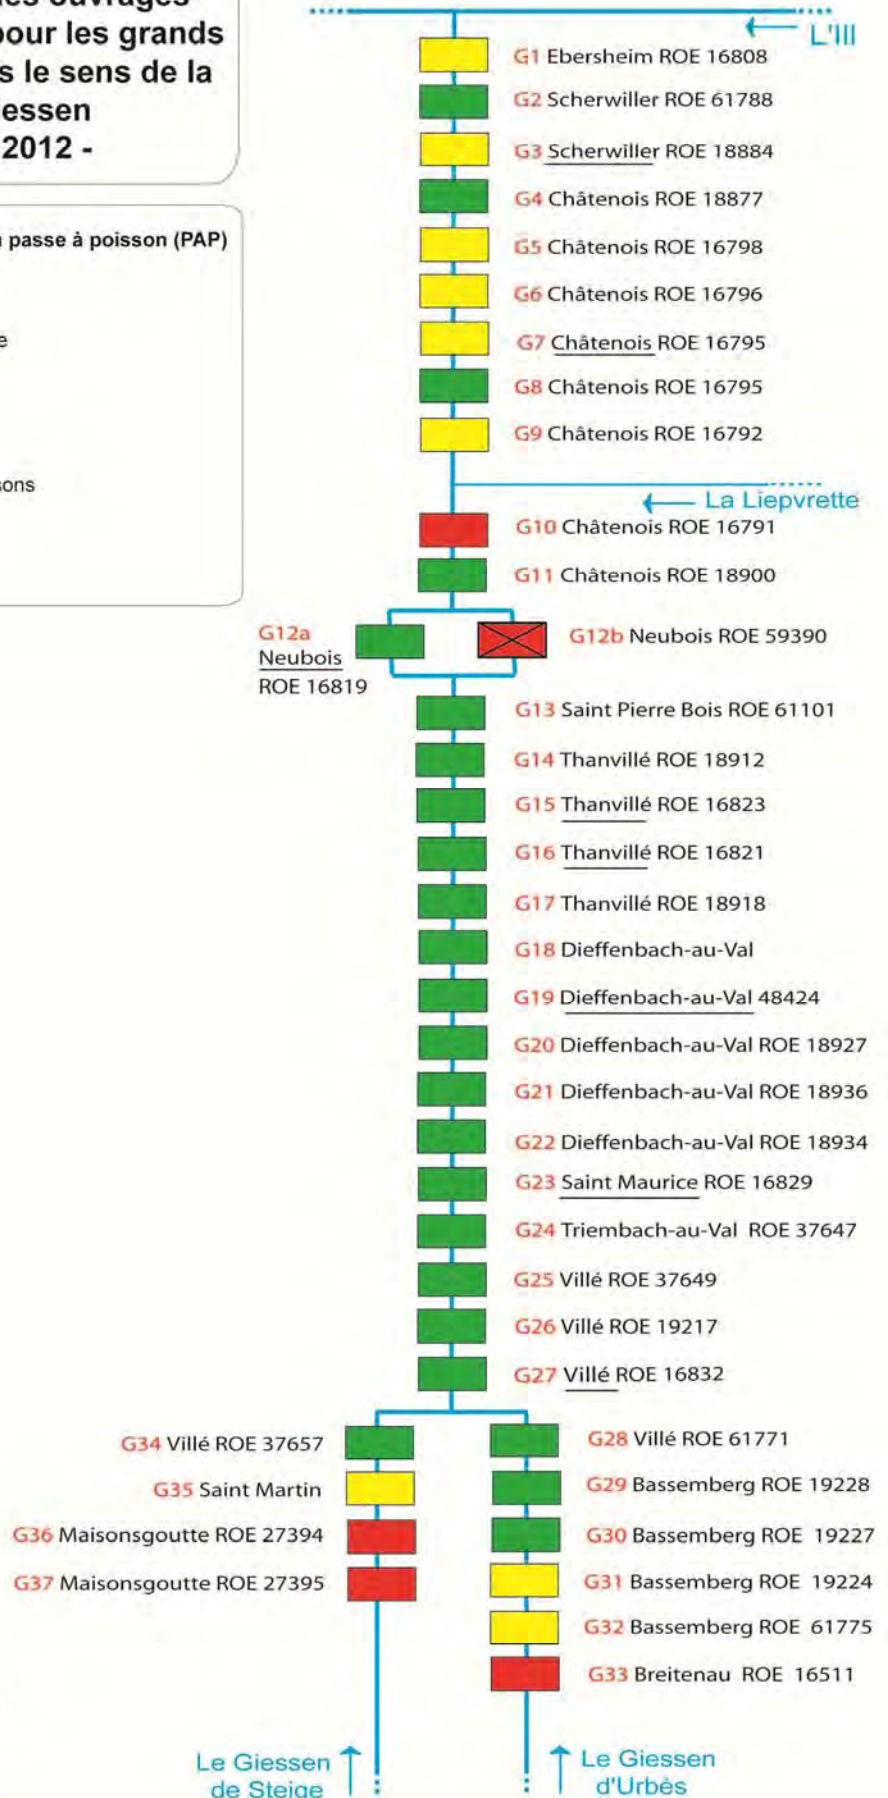 les ouvrages
pour les grands
s le sens de la
iessen
2012 -
passe à poisson (PAP)
e
sons
L'Ill
G1 Ebersheim ROE 16808
G2 Scherwiller ROE 61788
G3 Scherwiller ROE 18884
G4 Châtenois ROE 18877
G5 Châtenois ROE 16798
G6 Châtenois ROE 16796
G7 Châtenois ROE 16795
G8 Châtenois ROE 16795
G9 Châtenois ROE 16792
La Liepvrette
G10 Châtenois ROE 16791
G11 Châtenois ROE 18900
G12a
Neubois
ROE 16819
G12b Neubois ROE 59390
G13 Saint Pierre Bois ROE 61101
G14 Thanvillé ROE 18912
G15 Thanvillé ROE 16823
G16 Thanvillé ROE 16821
G17 Thanvillé ROE 18918
G18 Dieffenbach-au-Val
G19 Dieffenbach-au-Val 48424
G20 Dieffenbach-au-Val ROE 18927
G21 Dieffenbach-au-Val ROE 18936
G22 Dieffenbach-au-Val ROE 18934
G23 Saint Maurice ROE 16829
G24 Triembach-au-Val ROE 37647
G25 Villé ROE 37649
G26 Villé ROE 19217
G27 Villé ROE 16832
G34 Villé ROE 37657
G35 Saint Martin
G36 Maisonsgoutte ROE 27394
G37 Maisonsgoutte ROE 27395
G28 Villé ROE 61771
G29 Bassemberg ROE 19228
G30 Bassemberg ROE 19227
G31 Bassemberg ROE 19224
G32 Bassemberg ROE 61775
G33 Breitenau ROE 16511
Le Giessen
de Steige
Le Giessen
d'Urbès